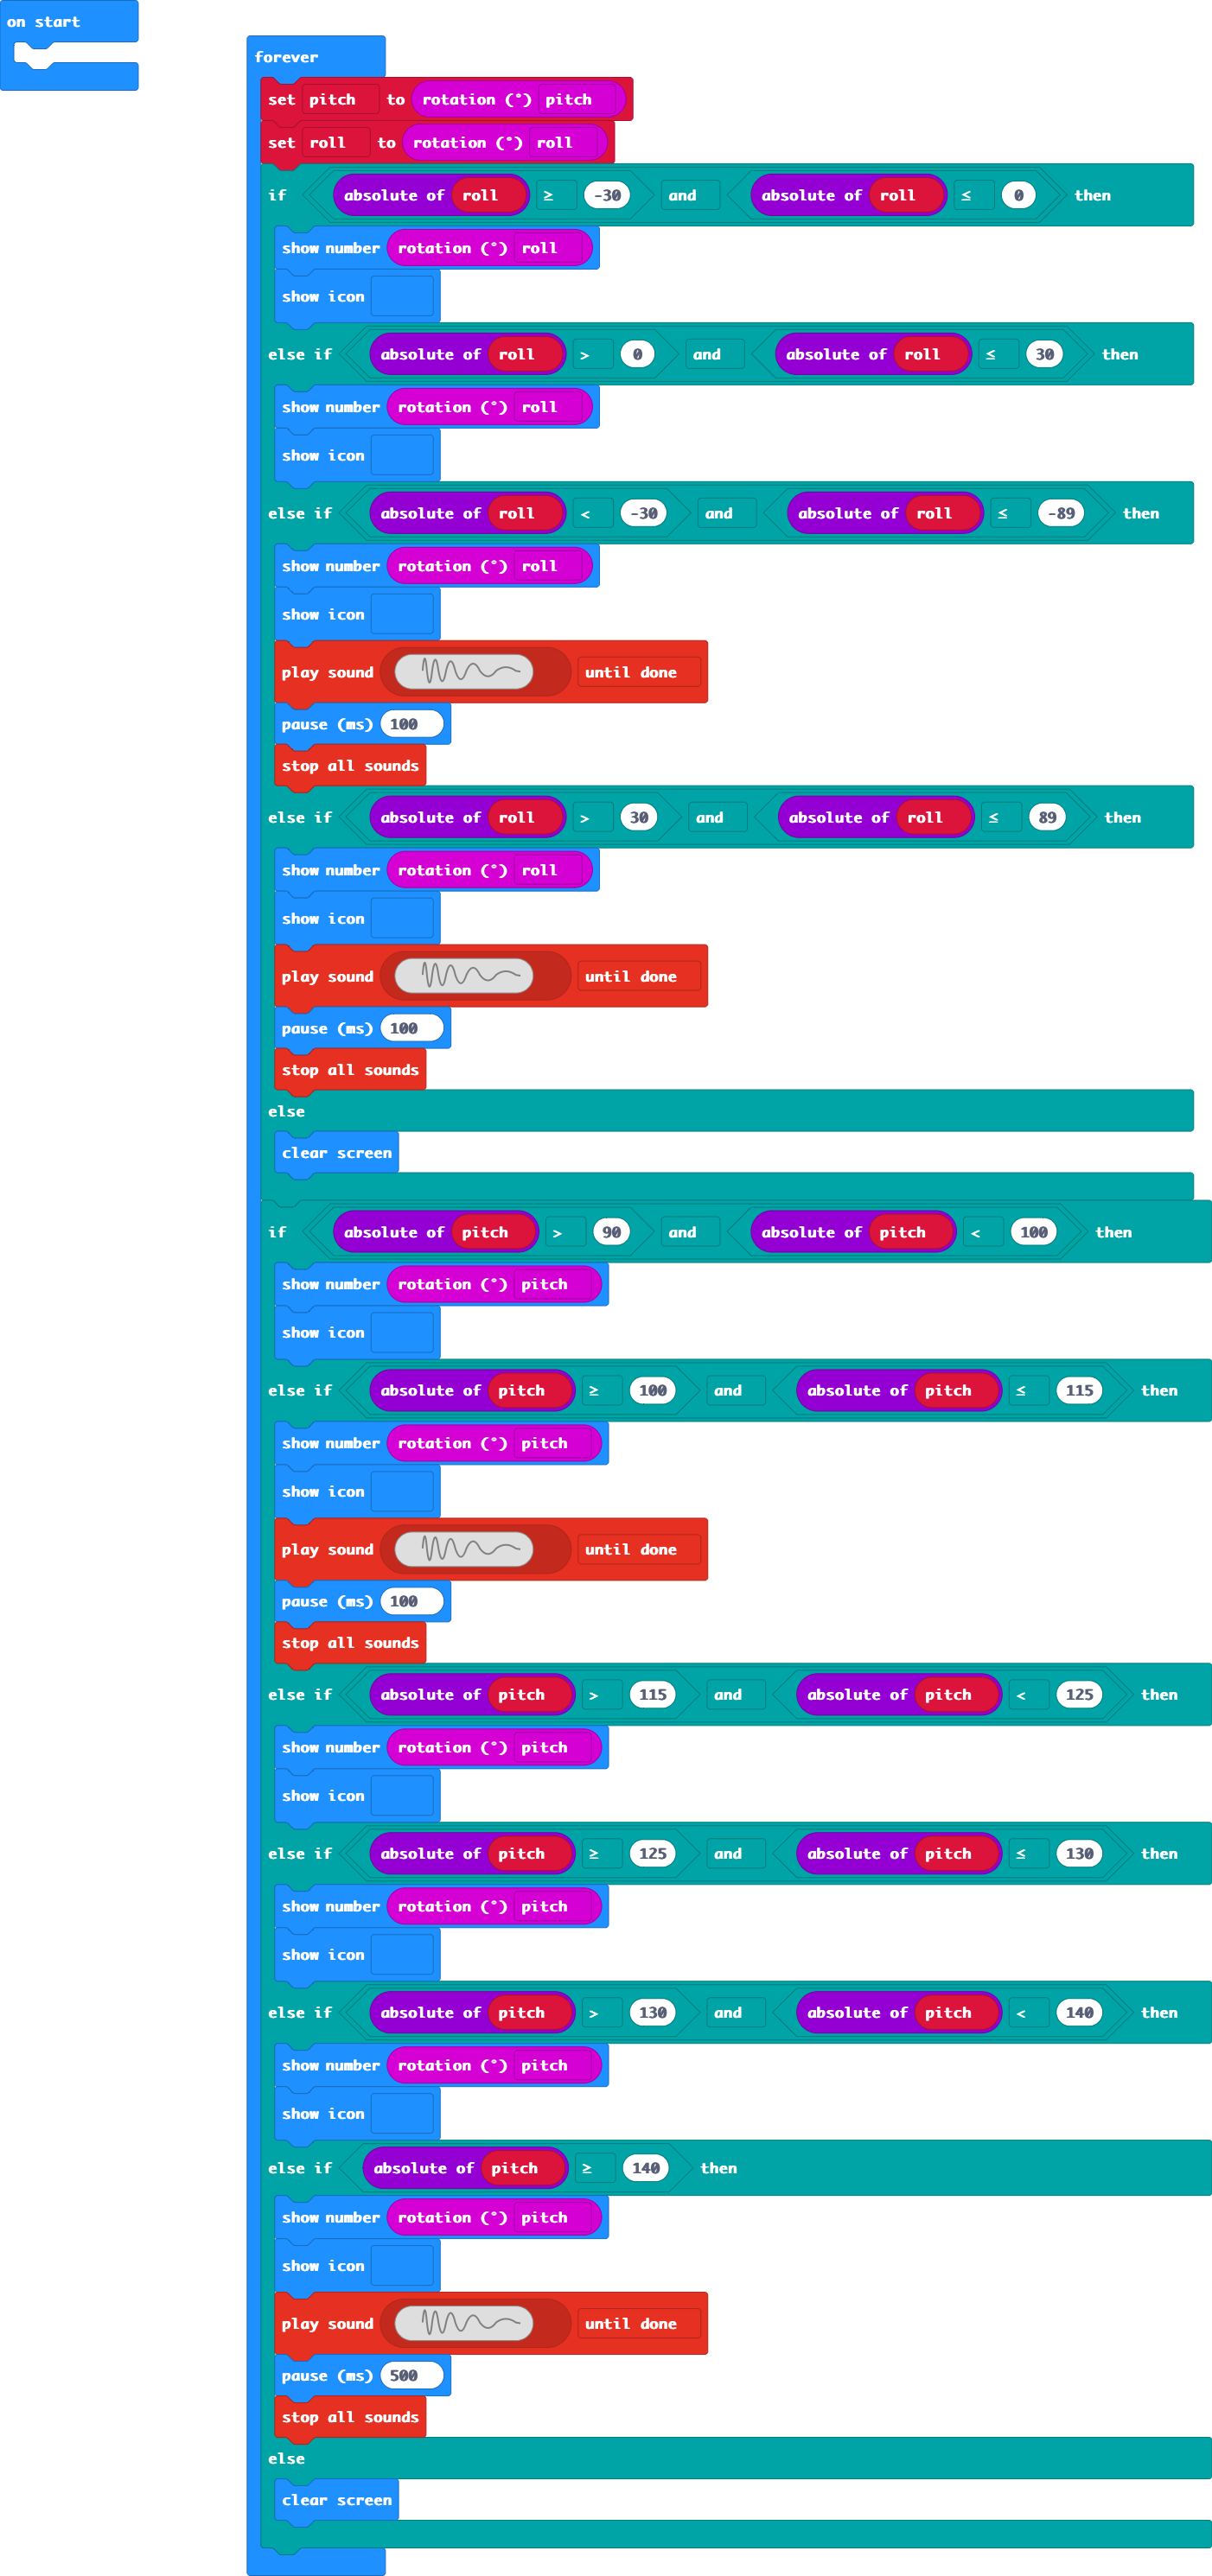 on start
forever
set pitch to rotation (°) pitch
set roll to rotation (°) roll
if absolute of roll ≥ -30 and absolute of roll ≤ 0 then
show number rotation (°) roll
show icon
else if absolute of roll > 0 and absolute of roll ≤ 30 then
show number rotation (°) roll
show icon
else if absolute of roll < -30 and absolute of roll ≤ -89 then
show number rotation (°) roll
show icon
play sound until done
pause (ms) 100
stop all sounds
else if absolute of roll > 30 and absolute of roll ≤ 89 then
show number rotation (°) roll
show icon
play sound until done
pause (ms) 100
stop all sounds
else
clear screen
if absolute of pitch > 90 and absolute of pitch < 100 then
show number rotation (°) pitch
show icon
else if absolute of pitch ≥ 100 and absolute of pitch ≤ 115 then
show number rotation (°) pitch
show icon
play sound until done
pause (ms) 100
stop all sounds
else if absolute of pitch > 115 and absolute of pitch < 125 then
show number rotation (°) pitch
show icon
else if absolute of pitch ≥ 125 and absolute of pitch ≤ 130 then
show number rotation (°) pitch
show icon
else if absolute of pitch > 130 and absolute of pitch < 140 then
show number rotation (°) pitch
show icon
else if absolute of pitch ≥ 140 then
show number rotation (°) pitch
show icon
play sound until done
pause (ms) 500
stop all sounds
else
clear screen